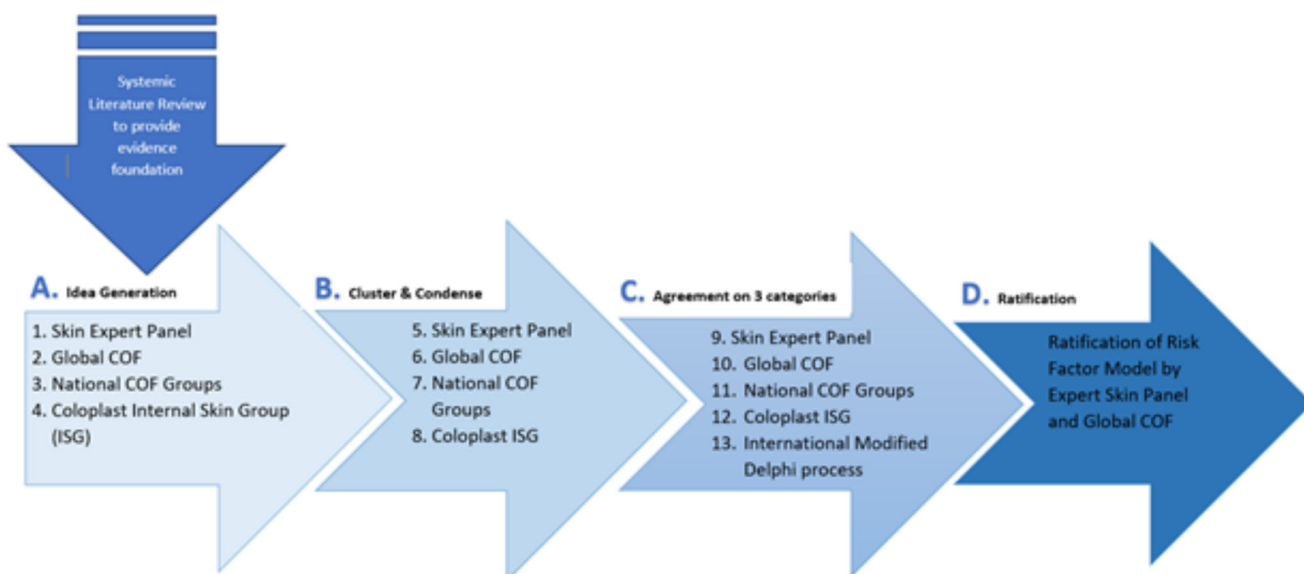 Systemic
Literature Review
to provide
evidence
foundation
A. Idea Generation
1. Skin Expert Panel
2. Global COF
3. National COF Groups
4. Coloplast Internal Skin Group
(ISG)
B. Cluster & Condense
5. Skin Expert Panel
6. Global COF
7. National COF
Groups
8. Coloplast ISG
C. Agreement on 3 categories
9. Skin Expert Panel
10. Global COF
11. National COF Groups
12. Coloplast ISG
13. International Modified
Delphi process
D. Ratification
Ratification of Risk
Factor Model by
Expert Skin Panel
and Global COF